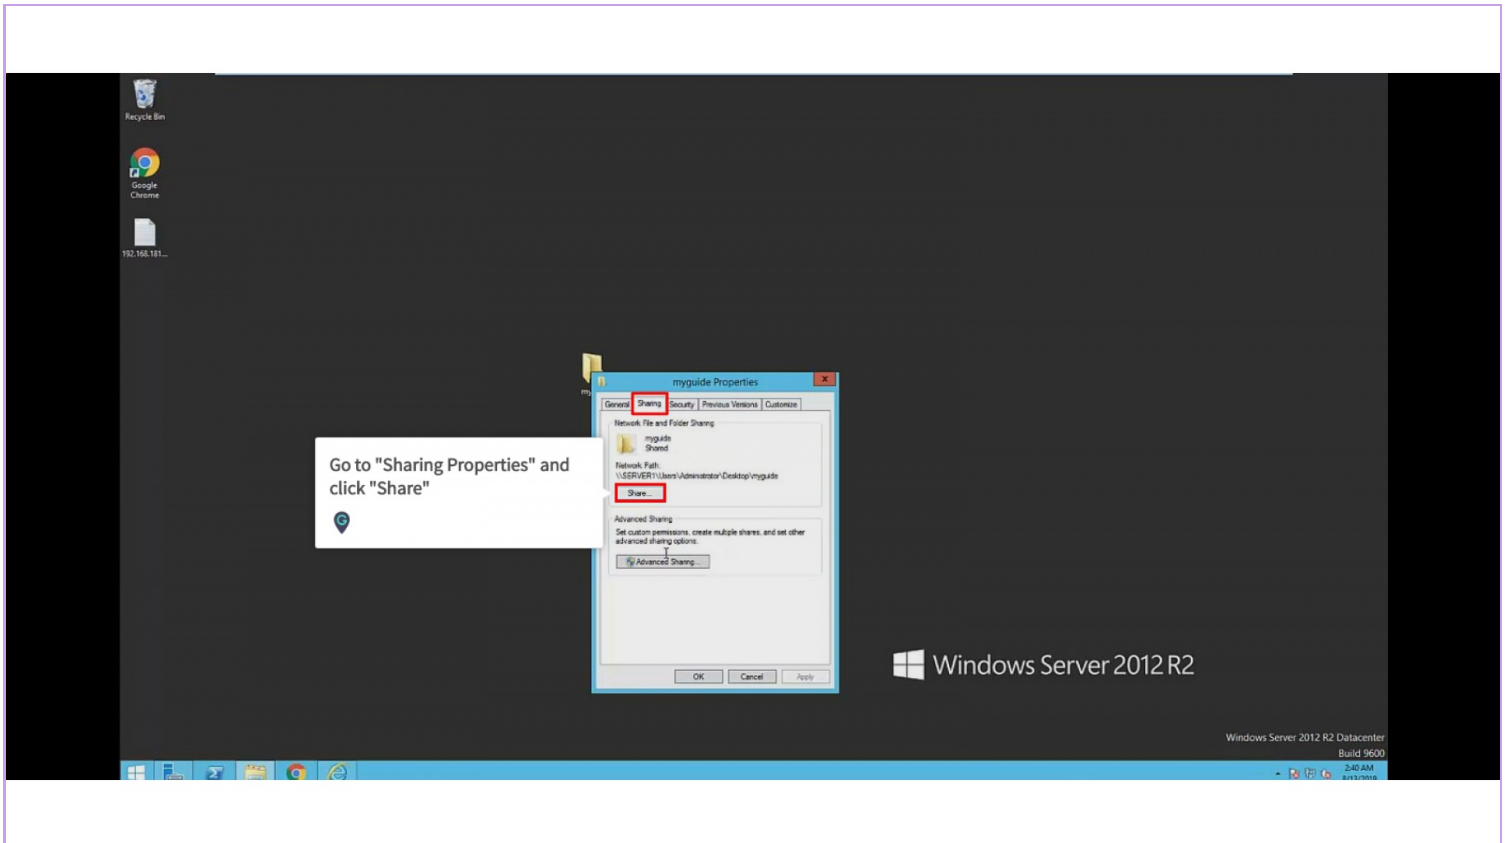 Recycle Bin
Google
Chrome
192.168.181...
myguide Properties
General Sharing Security Previous Versions Customize
Network File and Folder Sharing
myguide
Shared
Network Path:
\\SERVER1\Users\Administrator\Desktop\myguide
Share...
Go to "Sharing Properties" and
click "Share"
Advanced Sharing
Set custom permissions, create multiple shares, and set other
advanced sharing options.
Advanced Sharing...
OK Cancel Apply
Windows Server 2012 R2
Windows Server 2012 R2 Datacenter
Build 9600
2:40 AM
8/13/2019